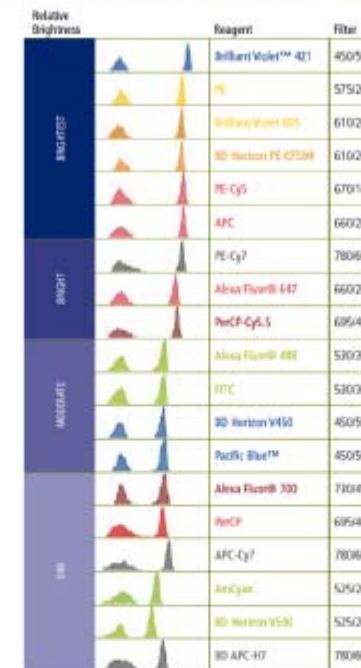 Relative
Brightness
Reagent
Filter
BRIGHTEST
Brilliant Violet™ 421
450/5
PE
575/2
Brilliant Violet 605
610/2
BD Horizon PE-CF594
610/2
PE-Cy5
670/1
APC
660/2
BRIGHT
PE-Cy7
780/6
Alexa Fluor® 647
660/2
PerCP-Cy5.5
695/4
MODERATE
Alexa Fluor® 488
530/3
FITC
530/3
BD Horizon V450
450/5
Pacific Blue™
450/5
DIM
Alexa Fluor® 700
730/4
PerCP
695/4
APC-Cy7
780/6
AmCyan
525/2
BD Horizon V500
525/2
BD APC-H7
780/6